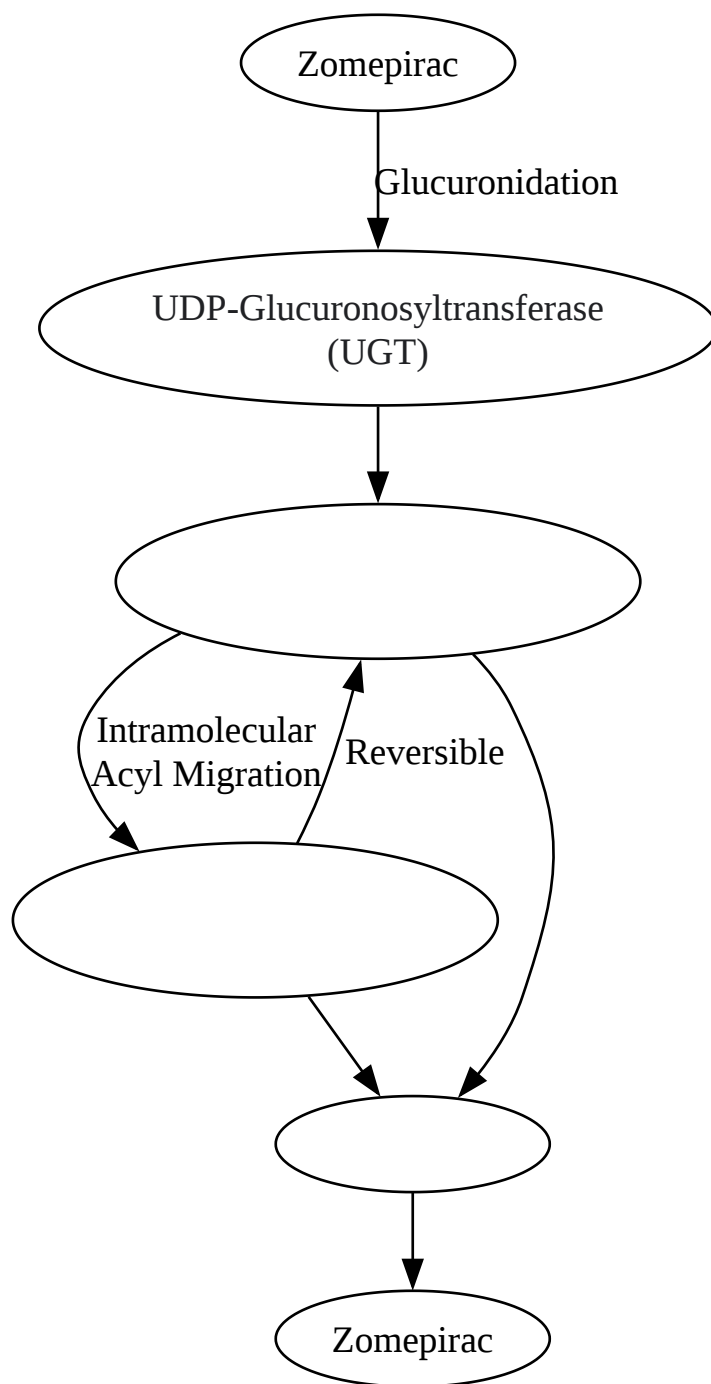 Zomepirac
Glucuronidation
UDP-Glucuronosyltransferase
(UGT)
Intramolecular
Acyl Migration
Reversible
Zomepirac